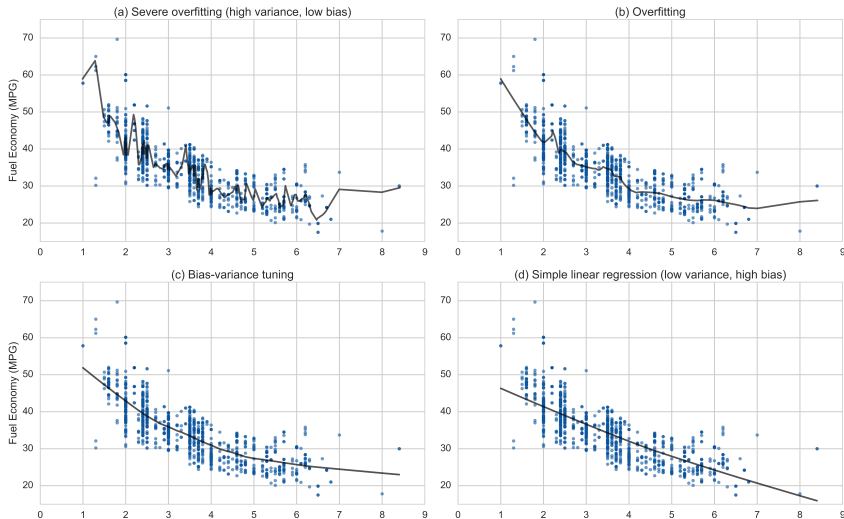 (a) Severe overfitting (high variance, low bias)
(b) Overfitting
Fuel Economy (MPG)
70
60
50
40
30
20
0 1 2 3 4 5 6 7 8 9
70
60
50
40
30
20
0 1 2 3 4 5 6 7 8 9
(c) Bias-variance tuning
(d) Simple linear regression (low variance, high bias)
Fuel Economy (MPG)
70
60
50
40
30
20
0 1 2 3 4 5 6 7 8 9
70
60
50
40
30
20
0 1 2 3 4 5 6 7 8 9